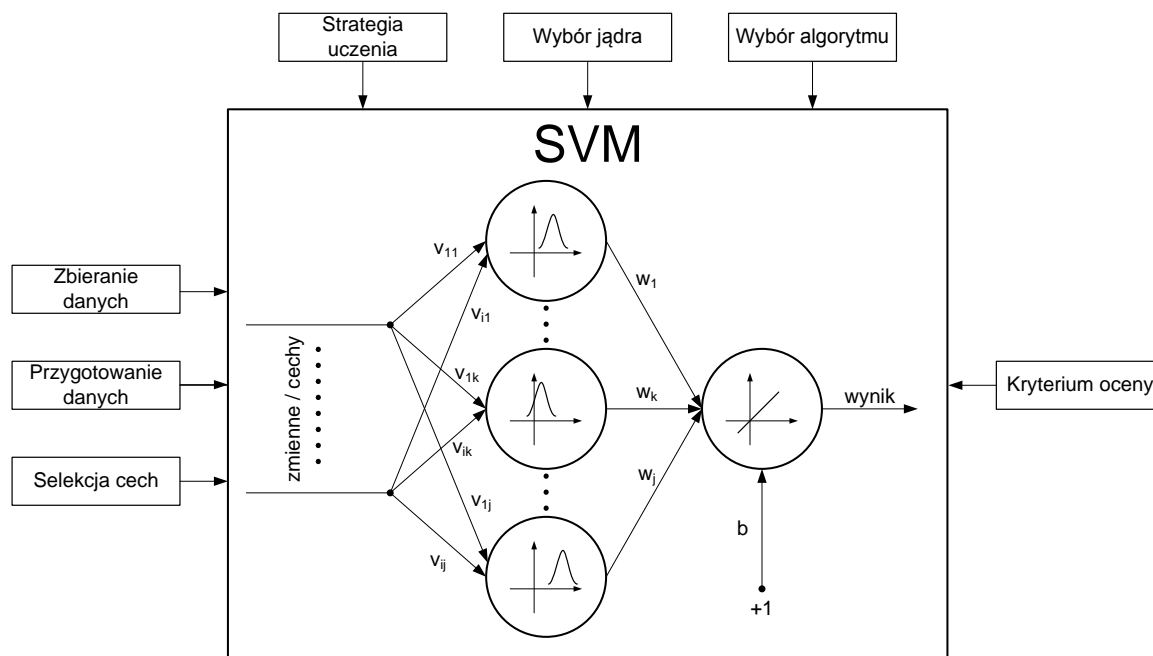 Strategia
uczenia
Wybór jądra
Wybór algorytmu
SVM
Zbieranie
danych
Przygotowanie
danych
Selekcja cech
zmienne / cechy
v11
vi1
v1k
vik
v1j
vij
w1
wk
wj
b
+1
wynik
Kryterium oceny